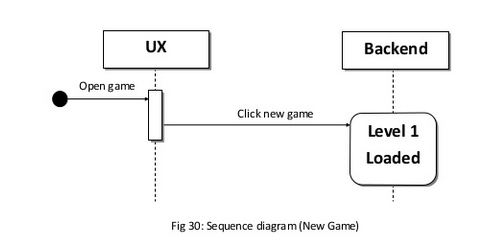 UX
Backend
Open game
Click new game
Level 1
Loaded
Fig 30: Sequence diagram (New Game)